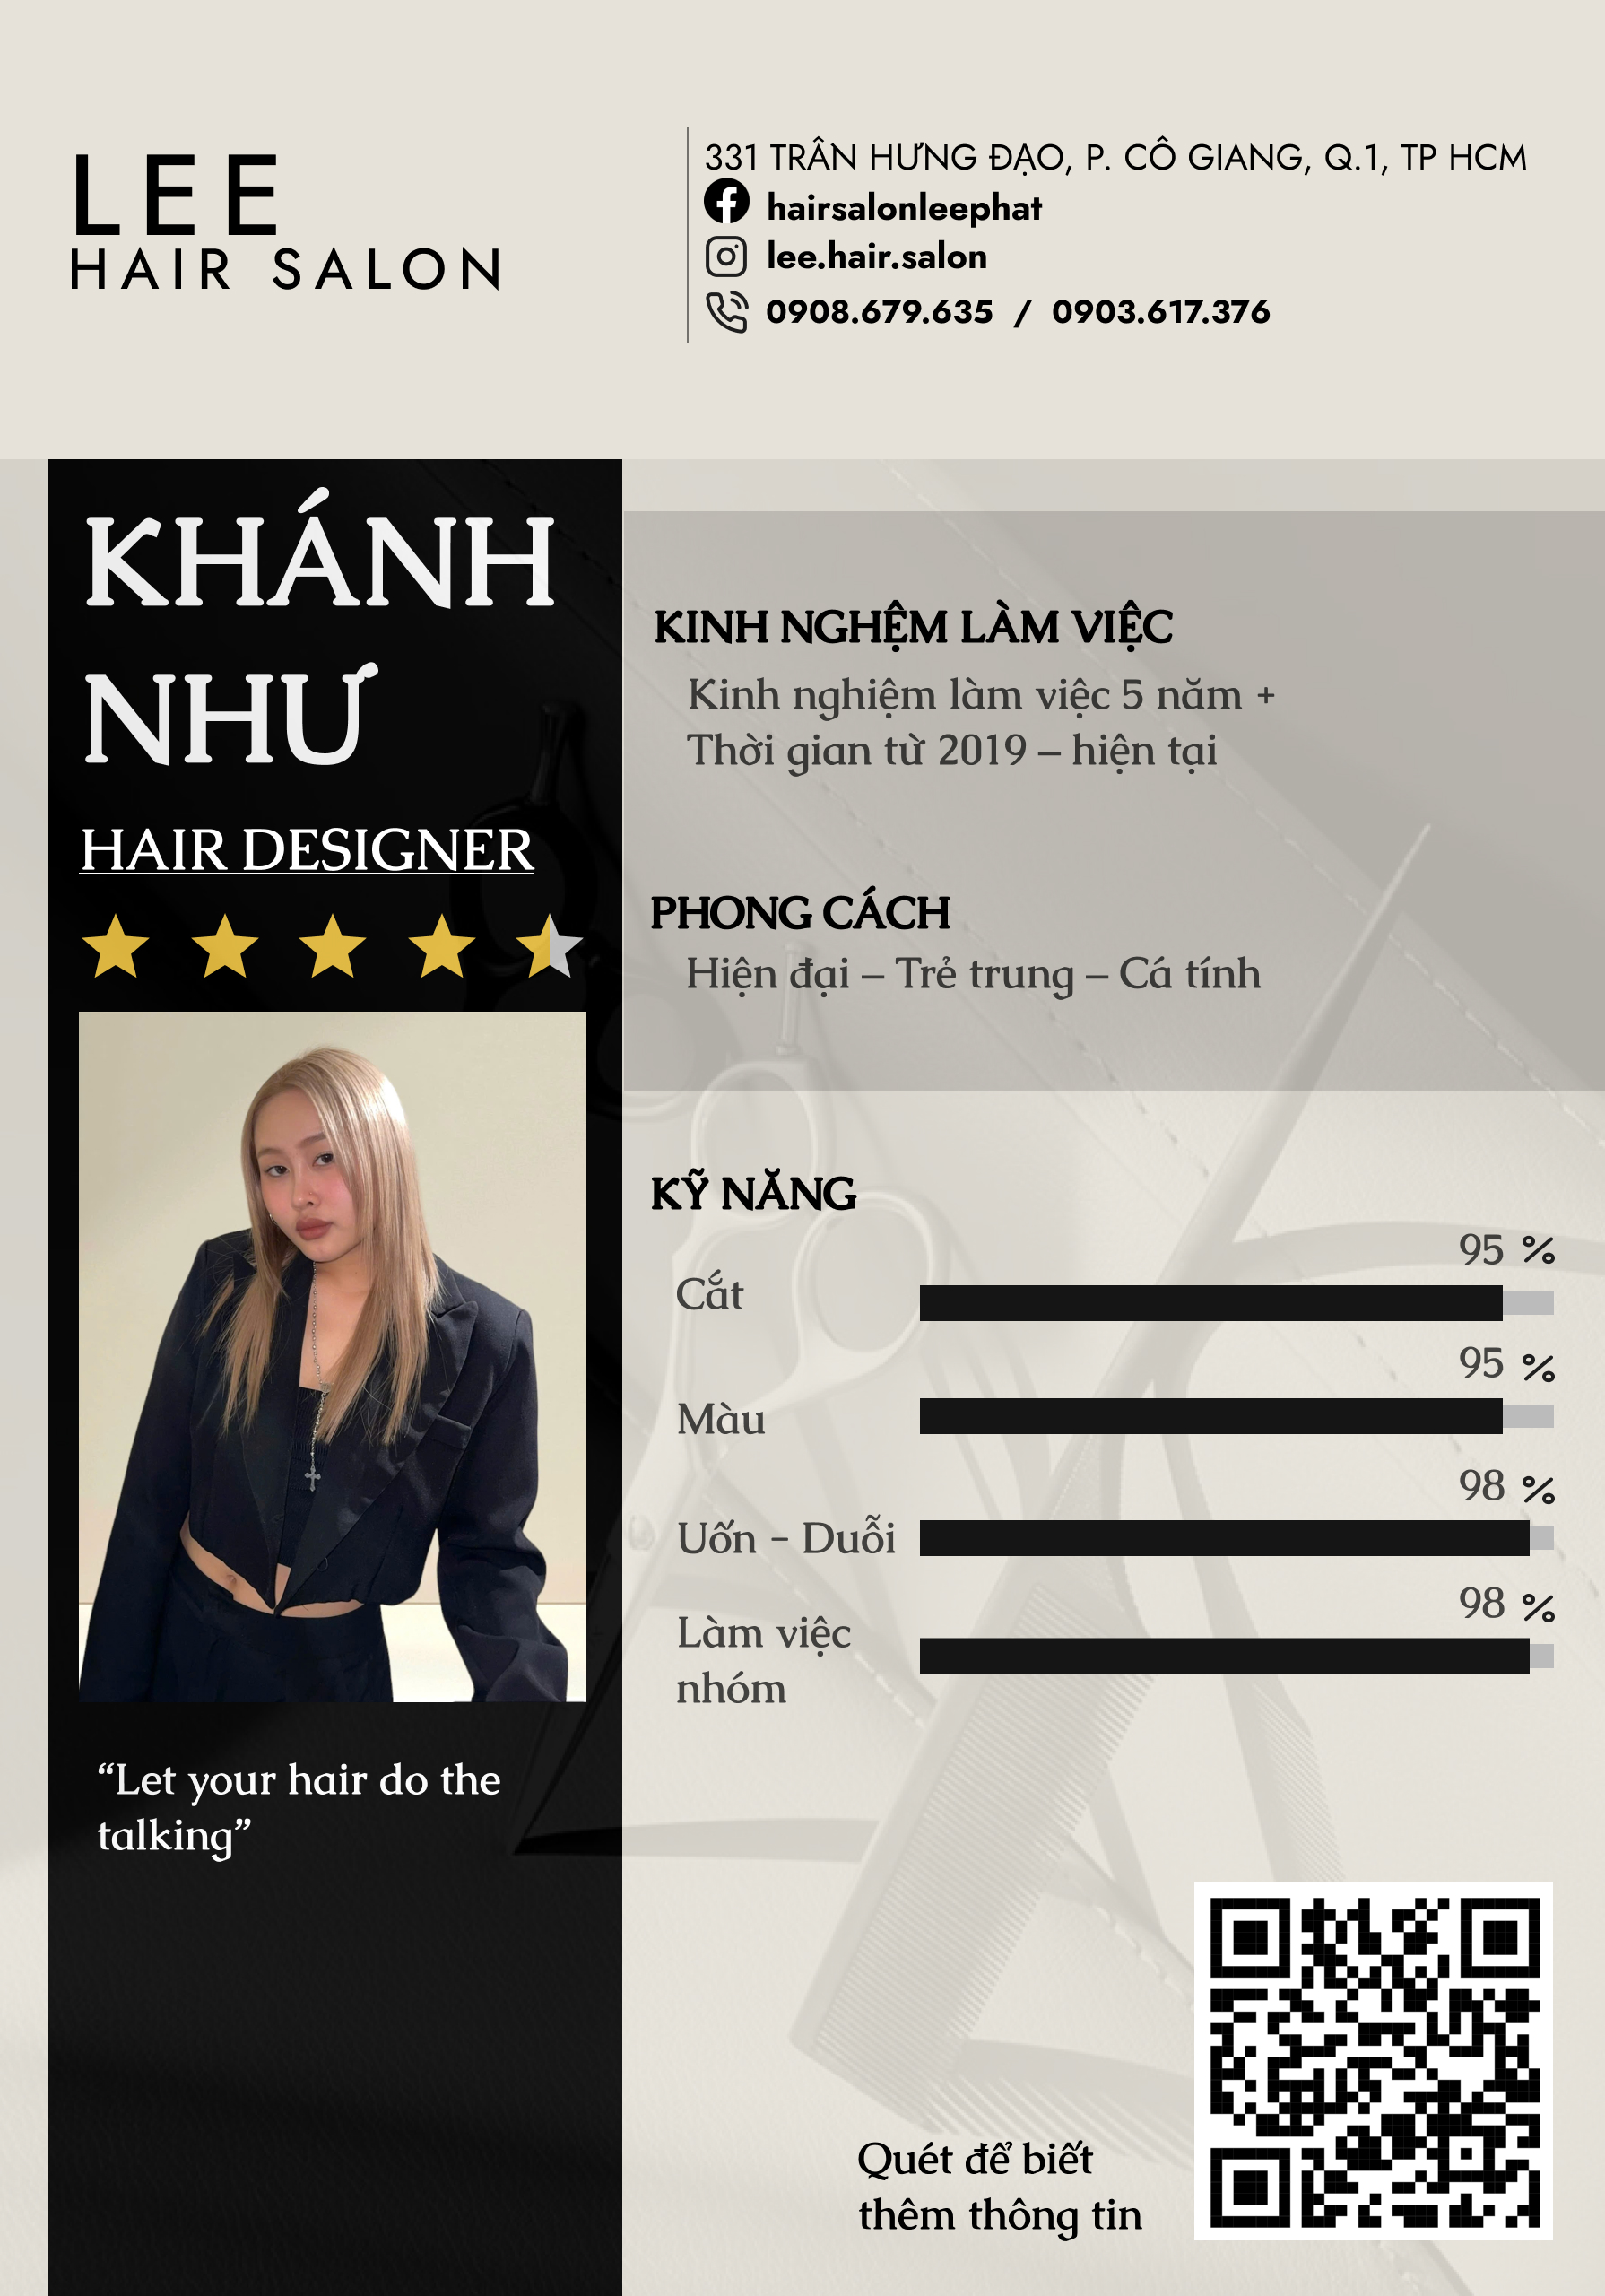 LEE
HAIR SALON
331 TRẦN HƯNG ĐẠO, P. CÔ GIANG, Q.1, TP HCM
hairsalonleephat
lee.hair.salon
0908.679.635 / 0903.617.376
KHÁNH
NHƯ
HAIR DESIGNER
“Let your hair do the
talking”
KINH NGHỆM LÀM VIỆC
Kinh nghiệm làm việc 5 năm +
Thời gian từ 2019 – hiện tại
PHONG CÁCH
Hiện đại – Trẻ trung – Cá tính
KỸ NĂNG
95 %
Cắt
95 %
Màu
98 %
Uốn - Duỗi
98 %
Làm việc
nhóm
Quét để biết
thêm thông tin